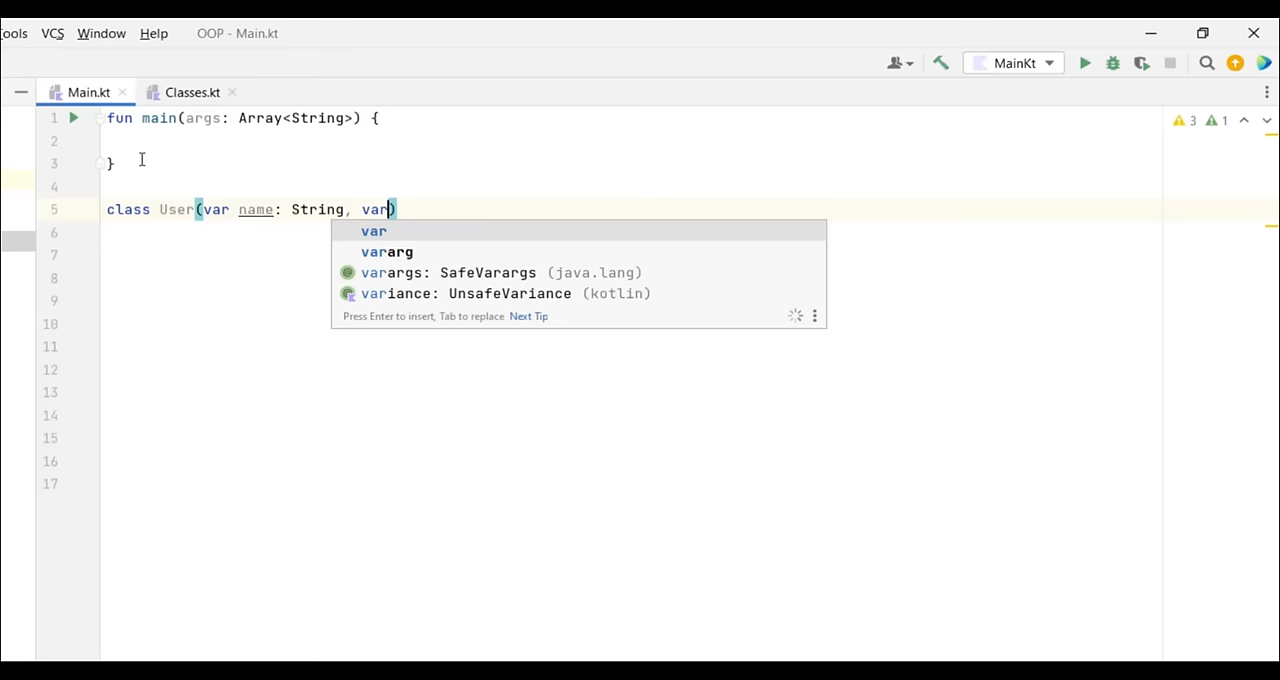 ools VCS Window Help OOP - Main.kt
MainKt
Main.kt Classes.kt
1 fun main(args: Array<String>) {
2
3 }
4
5 class User(var name: String, var)
6
7
8
9
10
11
12
13
14
15
16
17
var
vararg
varargs: SafeVarargs (java.lang)
variance: UnsafeVariance (kotlin)
Press Enter to insert, Tab to replace Next Tip
3 1